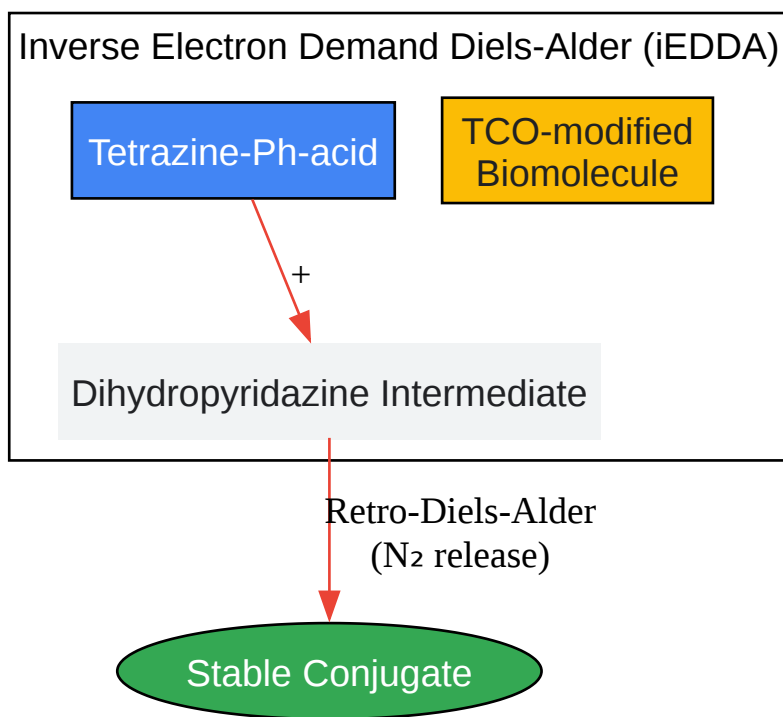 Inverse Electron Demand Diels-Alder (iEDDA)
Tetrazine-Ph-acid
TCO-modified
Biomolecule
+
Dihydropyridazine Intermediate
Retro-Diels-Alder
(N₂ release)
Stable Conjugate